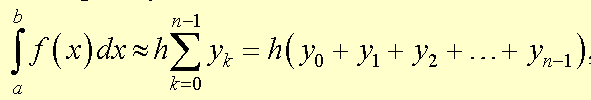 ∫_a^b f(x)dx ≈ h∑_{k=0}^{n−1} y_k = h(y_0 + y_1 + y_2 + ... + y_{n−1}),